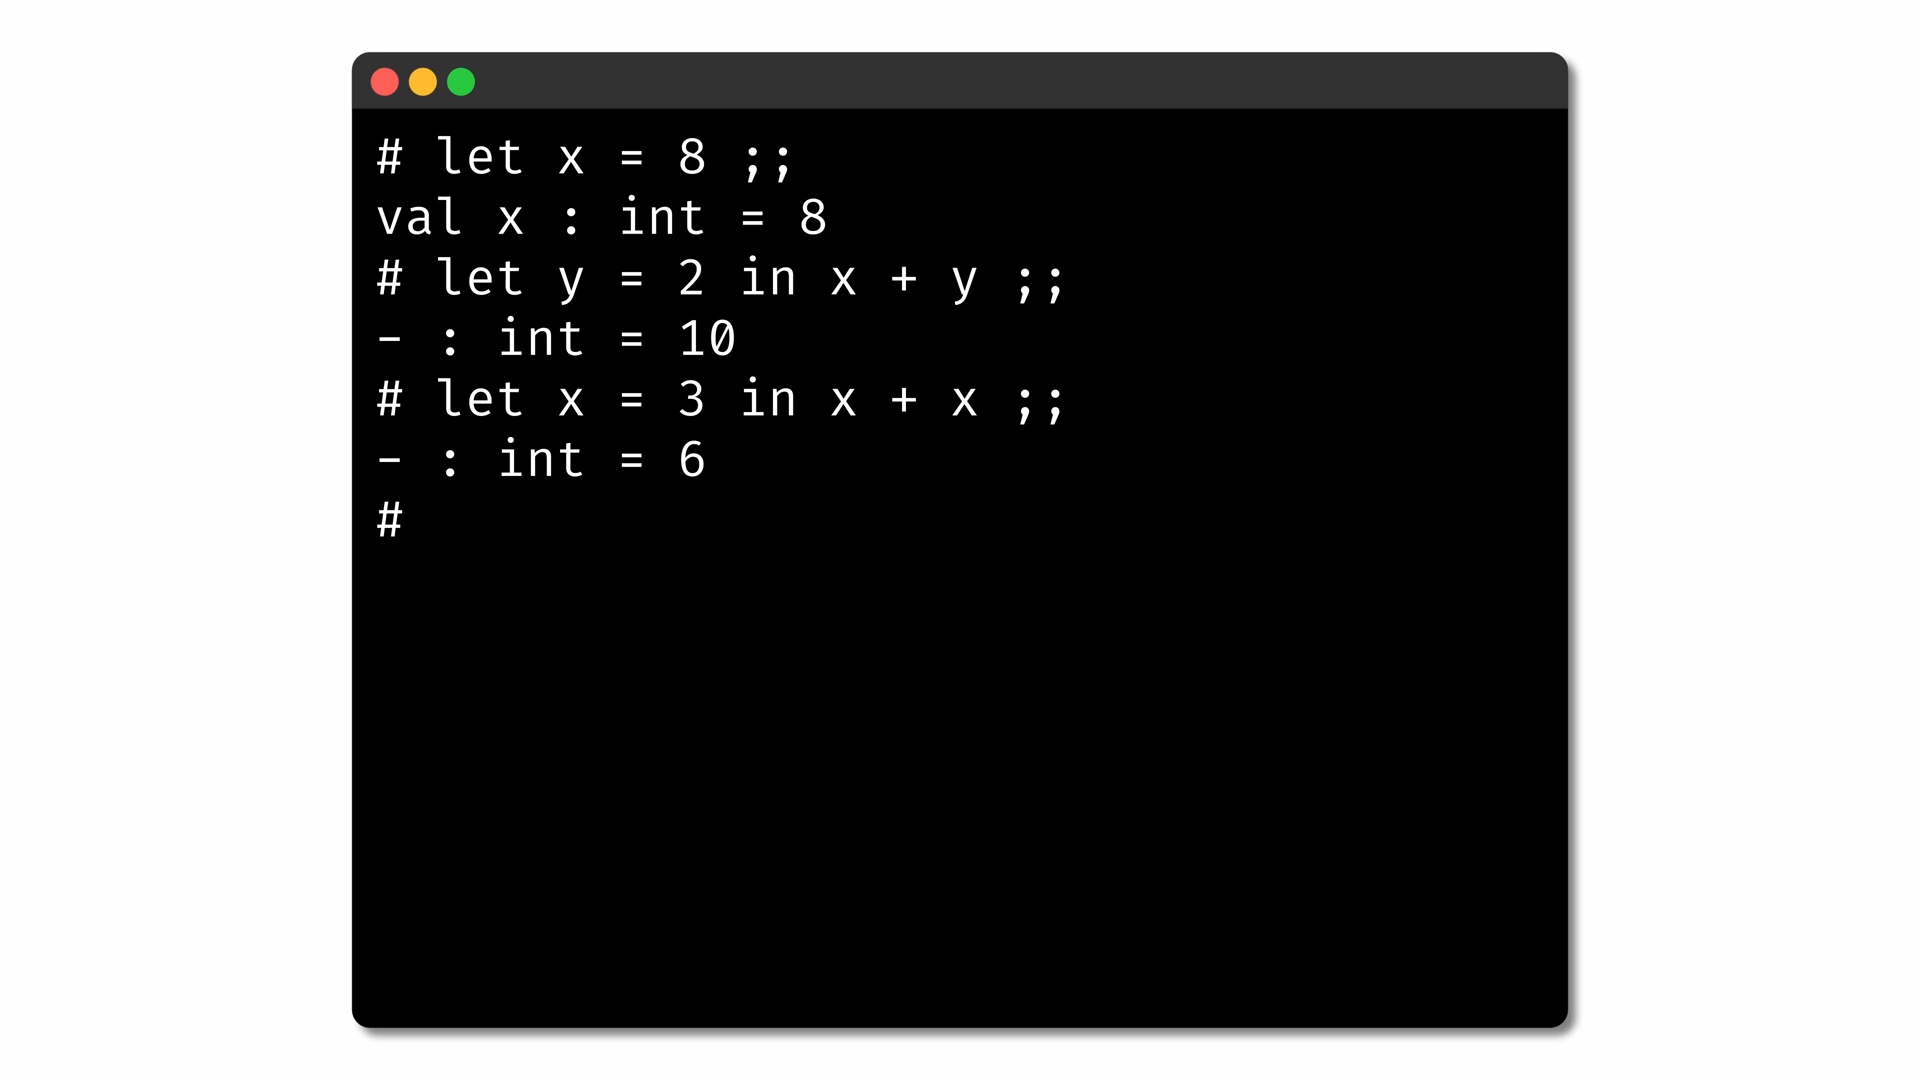 # let x = 8 ;;
val x : int = 8
# let y = 2 in x + y ;;
- : int = 10
# let x = 3 in x + x ;;
- : int = 6
#